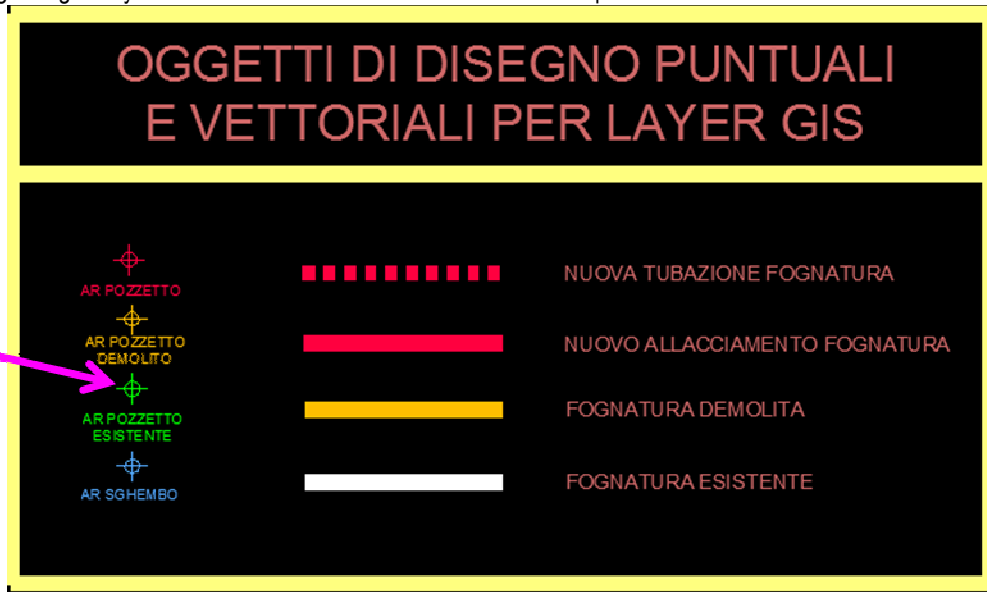 OGGETTI DI DISEGNO PUNTUALI
E VETTORIALI PER LAYER GIS
AR POZZETTO
NUOVA TUBAZIONE FOGNATURA
AR POZZETTO
DEMOLITO
NUOVO ALLACCIAMENTO FOGNATURA
AR POZZETTO
ESISTENTE
FOGNATURA DEMOLITA
AR SGHEMBO
FOGNATURA ESISTENTE